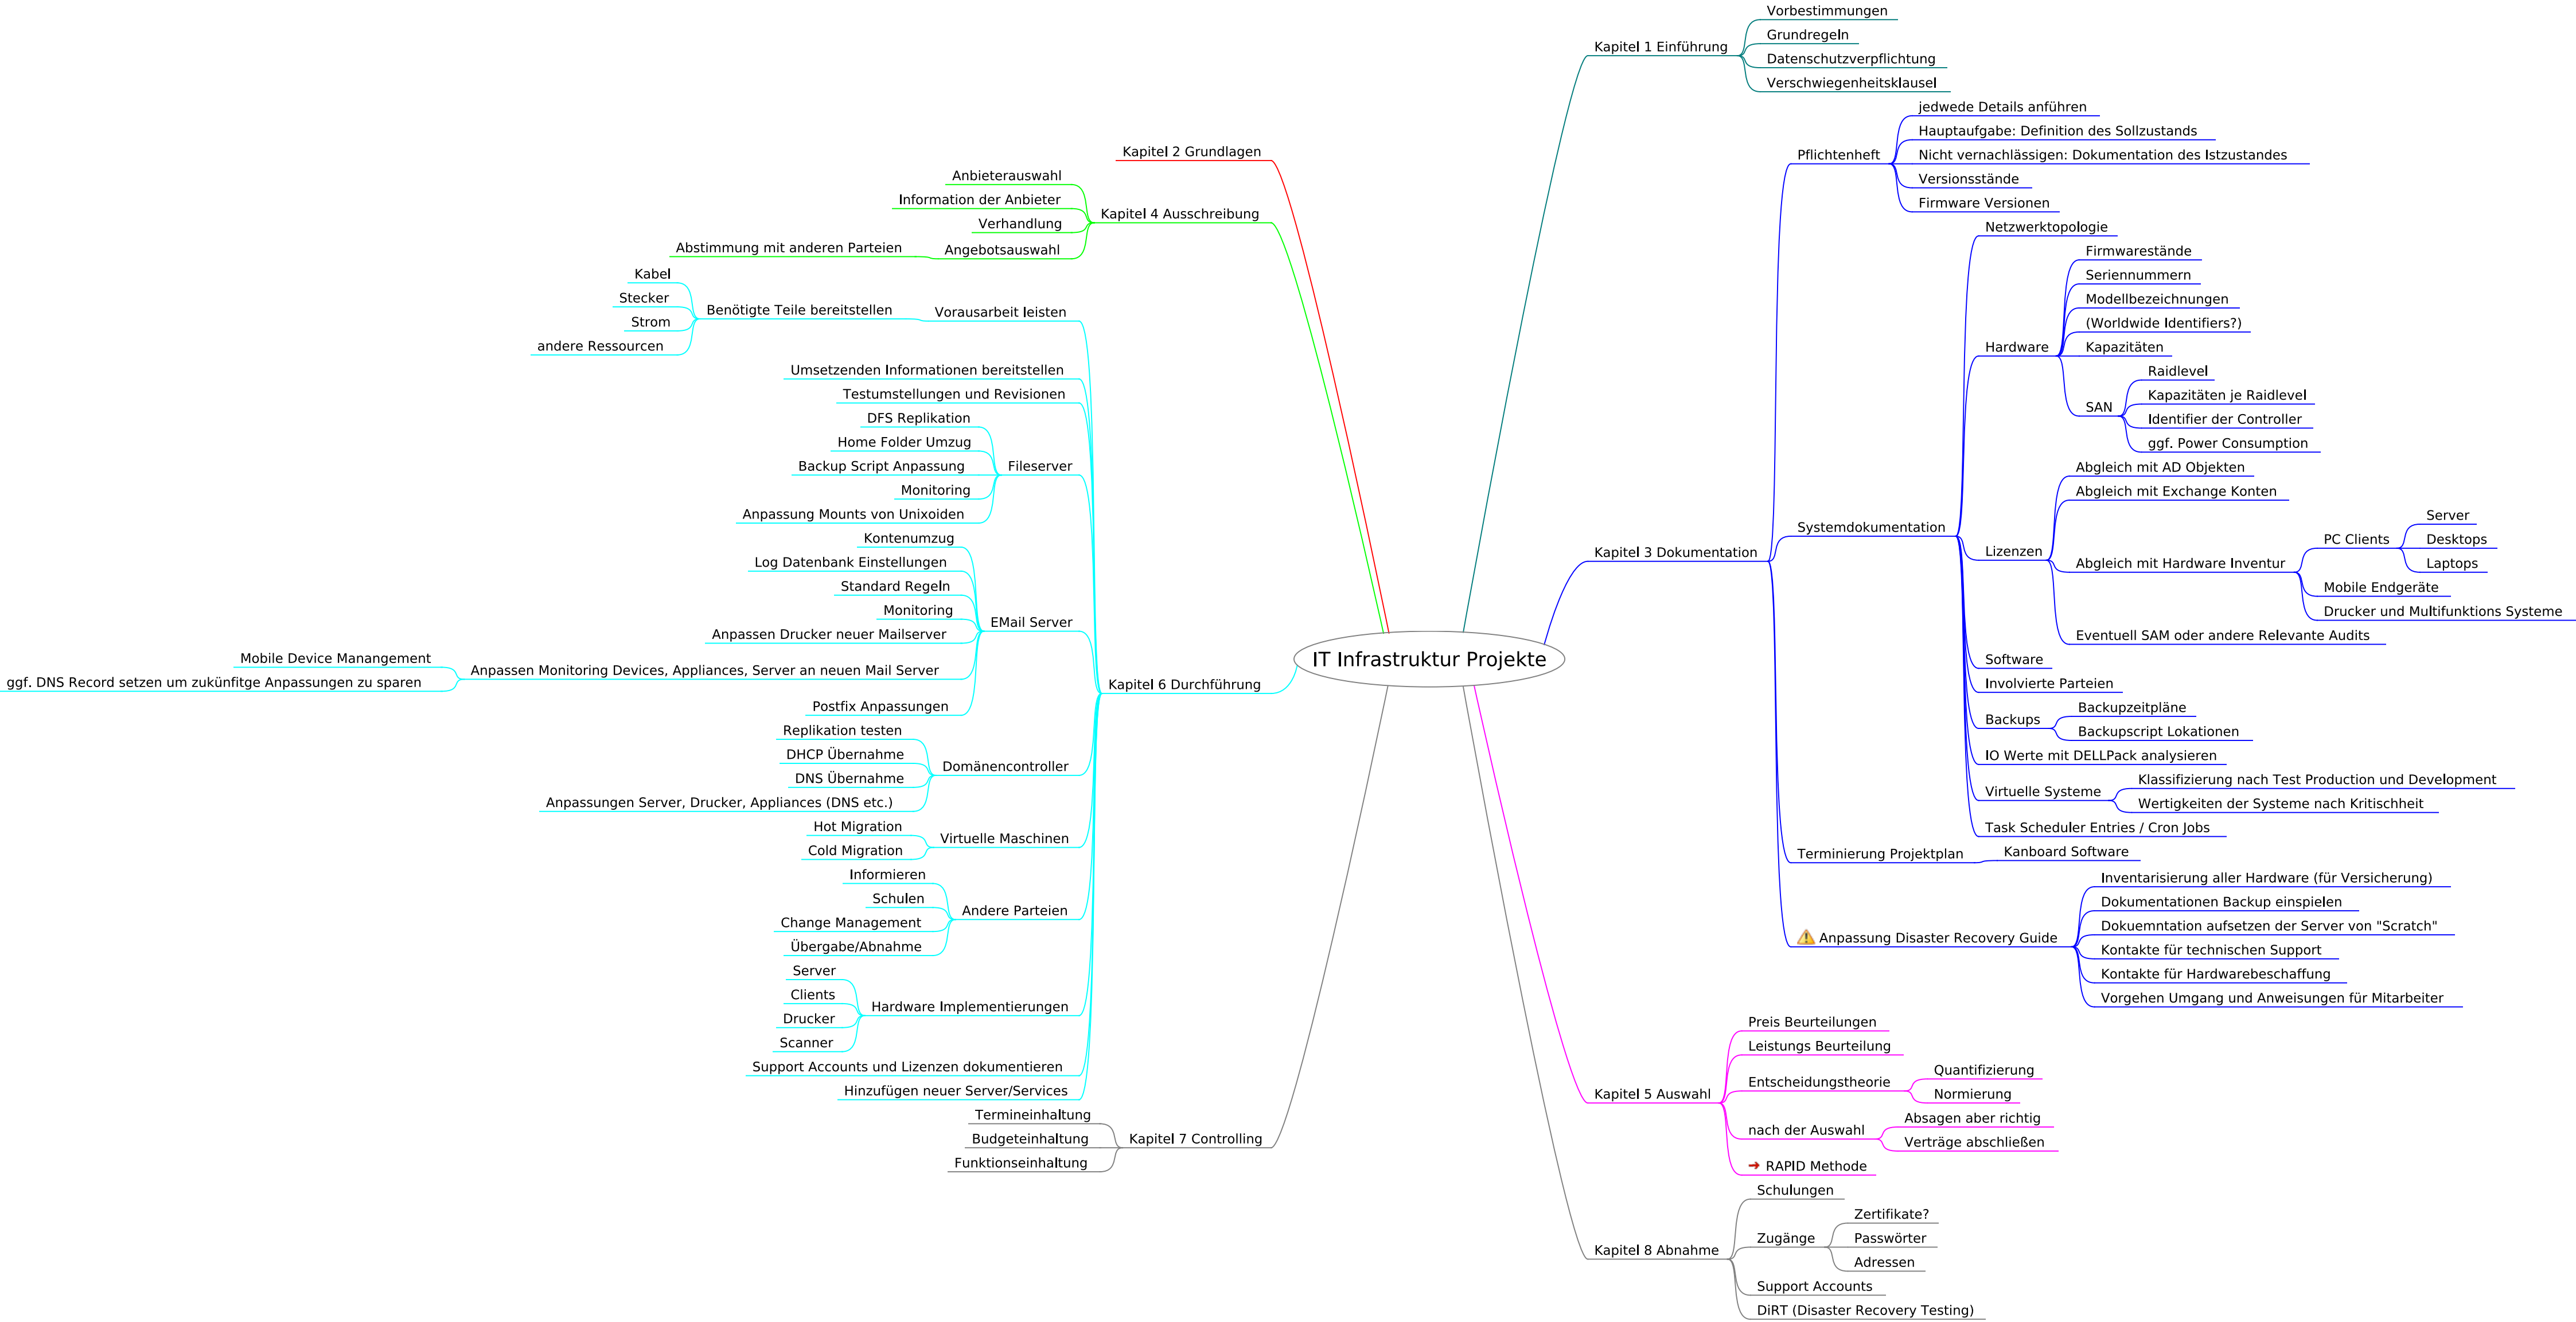 IT Infrastruktur Projekte
Kapitel 1 Einführung
Vorbestimmungen
Grundregeln
Datenschutzverpflichtung
Verschwiegenheitsklausel
Kapitel 2 Grundlagen
Kapitel 3 Dokumentation
Pflichtenheft
jedwede Details anführen
Hauptaufgabe: Definition des Sollzustands
Nicht vernachlässigen: Dokumentation des Istzustandes
Versionsstände
Firmware Versionen
Systemdokumentation
Netzwerktopologie
Hardware
Firmwarestände
Seriennummern
Modellbezeichnungen
(Worldwide Identifiers?)
Kapazitäten
SAN
Raidlevel
Kapazitäten je Raidlevel
Identifier der Controller
ggf. Power Consumption
Lizenzen
Abgleich mit AD Objekten
Abgleich mit Exchange Konten
Abgleich mit Hardware Inventur
PC Clients
Server
Desktops
Laptops
Mobile Endgeräte
Drucker und Multifunktions Systeme
Eventuell SAM oder andere Relevante Audits
Software
Involvierte Parteien
Backups
Backupzeitpläne
Backupscript Lokationen
IO Werte mit DELLPack analysieren
Virtuelle Systeme
Klassifizierung nach Test Production und Development
Wertigkeiten der Systeme nach Kritischheit
Task Scheduler Entries / Cron Jobs
Terminierung Projektplan
Kanboard Software
Anpassung Disaster Recovery Guide
Inventarisierung aller Hardware (für Versicherung)
Dokumentationen Backup einspielen
Dokuemntation aufsetzen der Server von "Scratch"
Kontakte für technischen Support
Kontakte für Hardwarebeschaffung
Vorgehen Umgang und Anweisungen für Mitarbeiter
Kapitel 4 Ausschreibung
Anbieterauswahl
Information der Anbieter
Verhandlung
Angebotsauswahl
Abstimmung mit anderen Parteien
Kapitel 5 Auswahl
Preis Beurteilungen
Leistungs Beurteilung
Entscheidungstheorie
Quantifizierung
Normierung
nach der Auswahl
Absagen aber richtig
Verträge abschließen
RAPID Methode
Kapitel 6 Durchführung
Vorausarbeit leisten
Benötigte Teile bereitstellen
Kabel
Stecker
Strom
andere Ressourcen
Umsetzenden Informationen bereitstellen
Testumstellungen und Revisionen
Fileserver
DFS Replikation
Home Folder Umzug
Backup Script Anpassung
Monitoring
Anpassung Mounts von Unixoiden
EMail Server
Kontenumzug
Log Datenbank Einstellungen
Standard Regeln
Monitoring
Anpassen Drucker neuer Mailserver
Anpassen Monitoring Devices, Appliances, Server an neuen Mail Server
Mobile Device Manangement
ggf. DNS Record setzen um zukünfitge Anpassungen zu sparen
Postfix Anpassungen
Domänencontroller
Replikation testen
DHCP Übernahme
DNS Übernahme
Anpassungen Server, Drucker, Appliances (DNS etc.)
Virtuelle Maschinen
Hot Migration
Cold Migration
Andere Parteien
Informieren
Schulen
Change Management
Übergabe/Abnahme
Hardware Implementierungen
Server
Clients
Drucker
Scanner
Support Accounts und Lizenzen dokumentieren
Hinzufügen neuer Server/Services
Kapitel 7 Controlling
Termineinhaltung
Budgeteinhaltung
Funktionseinhaltung
Kapitel 8 Abnahme
Schulungen
Zugänge
Zertifikate?
Passwörter
Adressen
Support Accounts
DiRT (Disaster Recovery Testing)